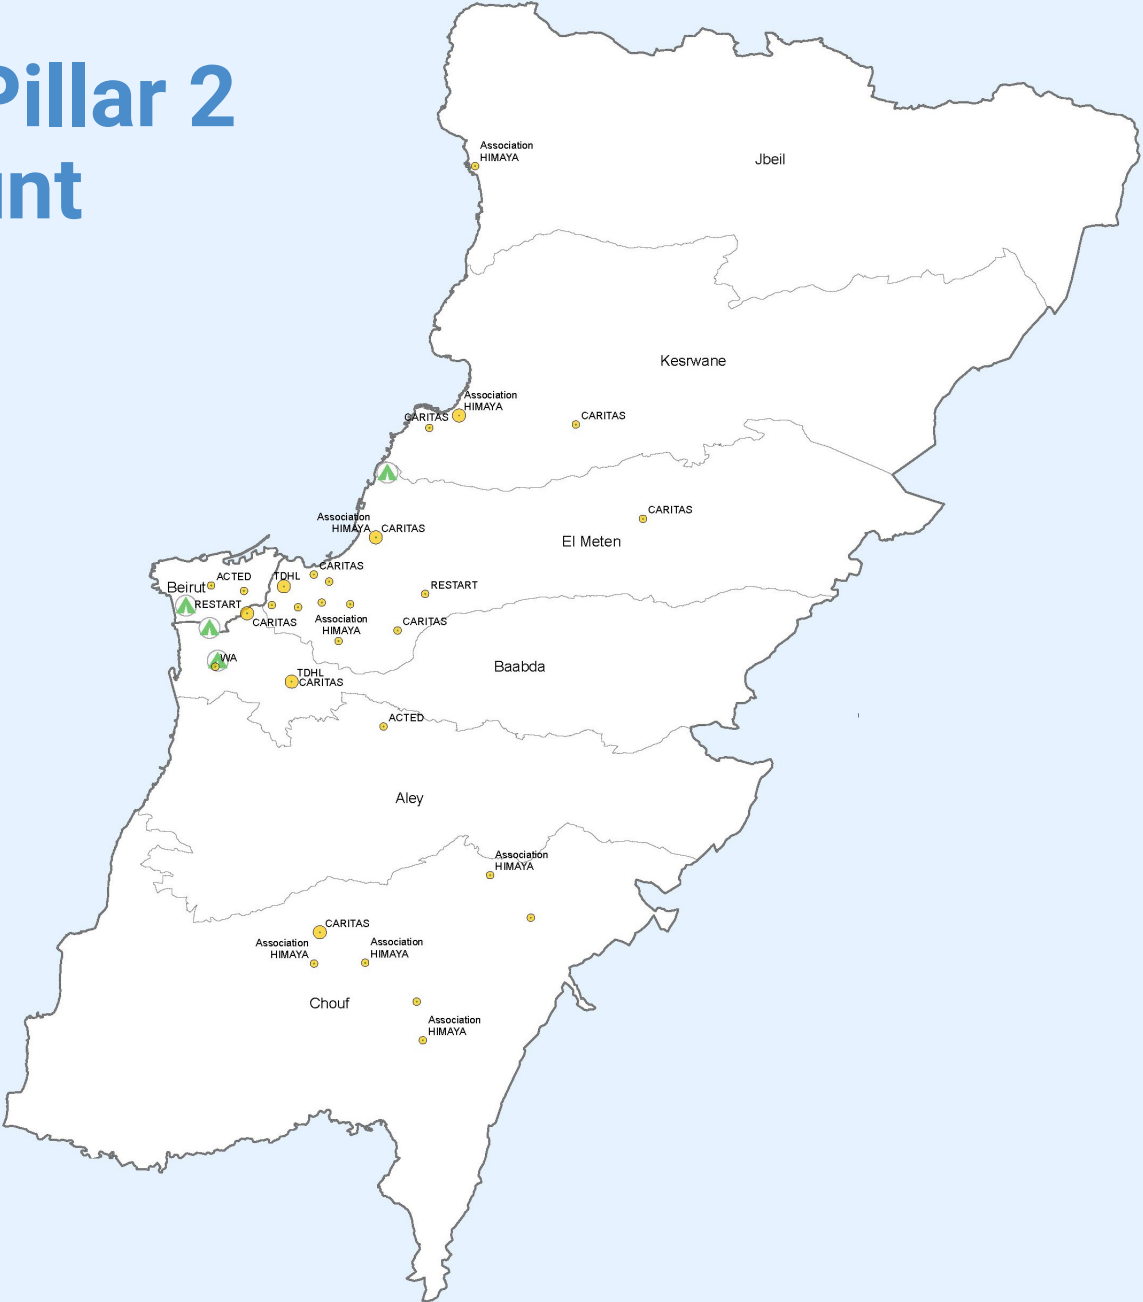 Pillar 2
unt
Association
HIMAYA
Jbeil
Kesrwane
Association
HIMAYA
CARITAS
CARITAS
CARITAS
Association
HIMAYA
CARITAS
El Meten
CARITAS
TDHL
ACTED
Beirut
RESTART
RESTART
CARITAS
Association
HIMAYA
CARITAS
WA
Baabda
TDHL
CARITAS
ACTED
Aley
Association
HIMAYA
CARITAS
Association
HIMAYA
Association
HIMAYA
Chouf
Association
HIMAYA